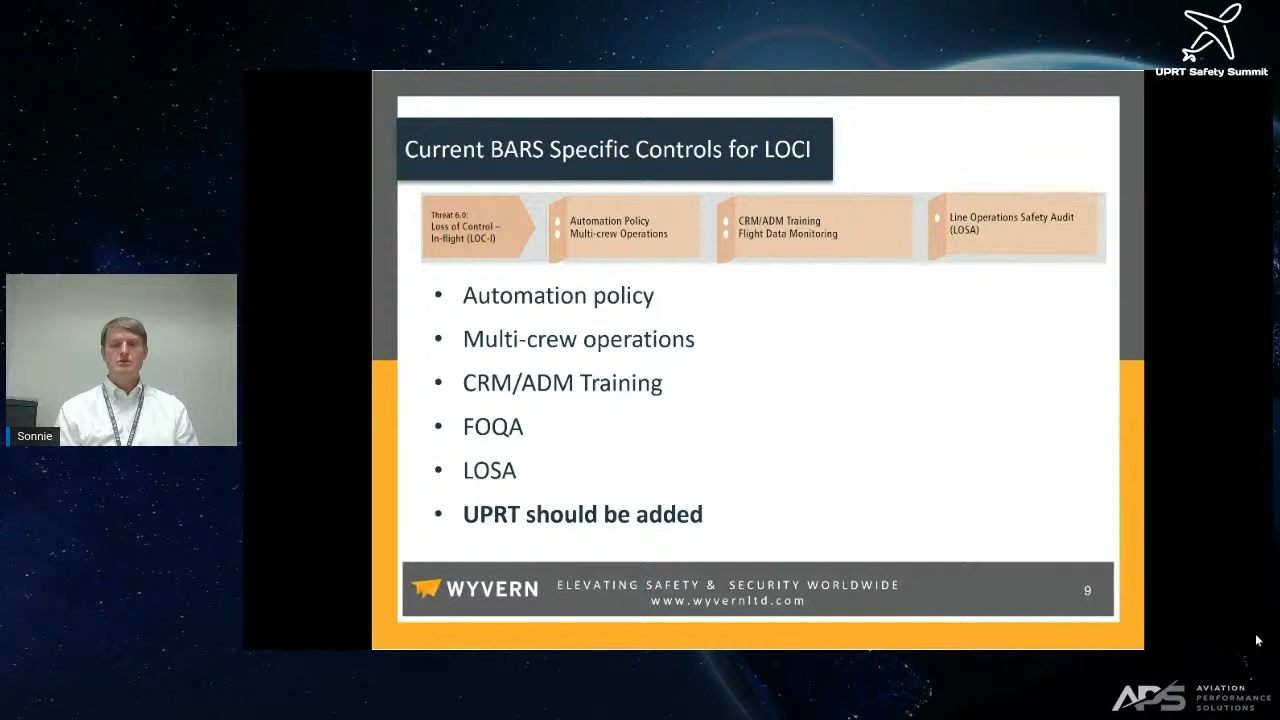 UPRT Safety Summit
Current BARS Specific Controls for LOCI
Threat 6.0:
Loss of Control –
In-flight (LOC-I)
Automation Policy
Multi-crew Operations
CRM/ADM Training
Flight Data Monitoring
Line Operations Safety Audit
(LOSA)
• Automation policy
• Multi-crew operations
• CRM/ADM Training
• FOQA
• LOSA
• UPRT should be added
Sonnie
WYVERN
ELEVATING SAFETY & SECURITY WORLDWIDE
www.wyvernltd.com
9
APS
AVIATION
PERFORMANCE
SOLUTIONS